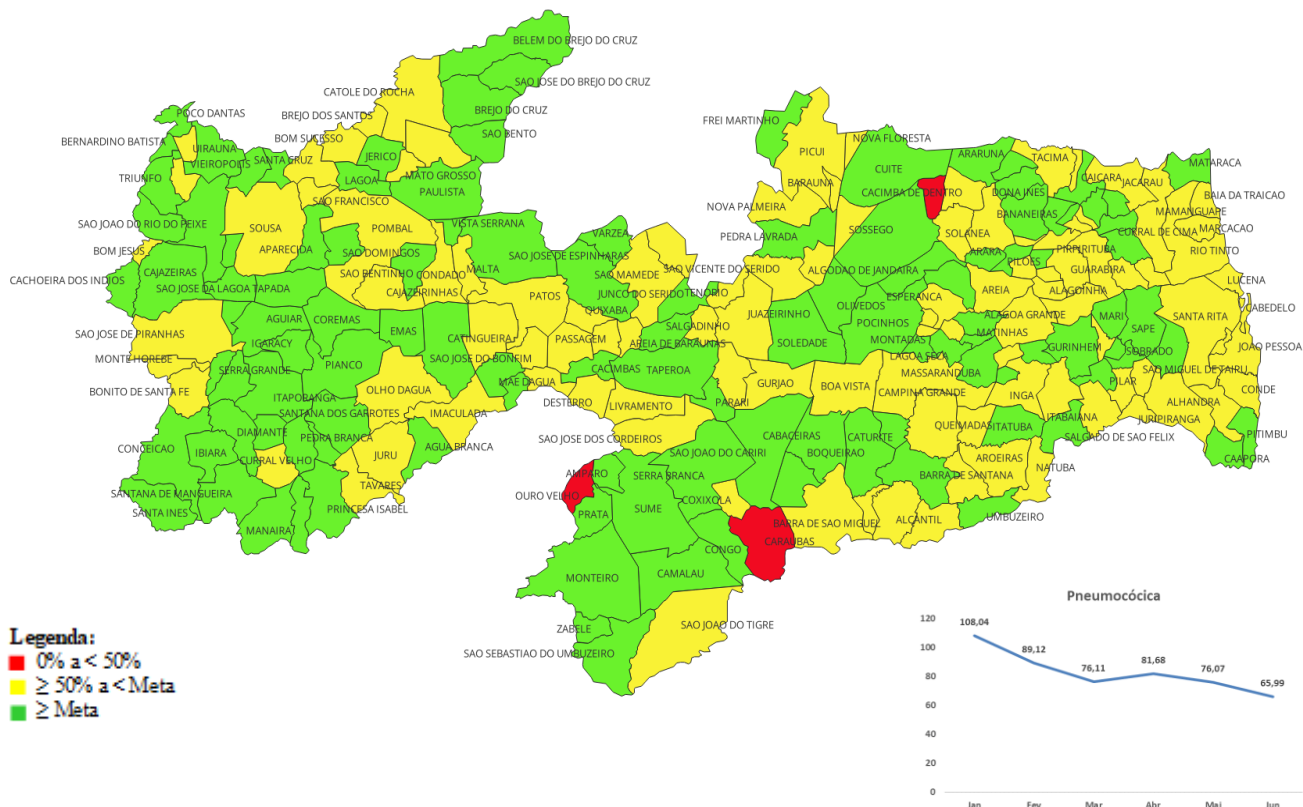 BELEM DO BREJO DO CRUZ
SAO JOSE DO BREJO DO CRUZ
CATOLE DO ROCHA
BREJO DO CRUZ
BREJO DOS SANTOS
POCO DANTAS
FREI MARTINHO
SAO BENTO
BOM SUCESSO
NOVA FLORESTA
BERNARDINO BATISTA
UIRAUNA
JERICO
PICUI
ARARUNA
TACIMA
VIEIROPOLIS
SANTA CRUZ
CUITE
MATARACA
TRIUNFO
LAGOA
MATO GROSSO
BARAUNA
CACIMBA DE DENTRO
DONA INES
CAICARA
JACARAU
PAULISTA
BAIA DA TRAICAO
SAO FRANCISCO
NOVA PALMEIRA
BANANEIRAS
MAMANGUAPE
SAO JOAO DO RIO DO PEIXE
SOUSA
POMBAL
VISTA SERRANA
VARZEA
SOSSEGO
SOLANEA
CURRAL DE CIMA
MARCACAO
BOM JESUS
APARECIDA
SAO DOMINGOS
SAO JOSE DE ESPINHARAS
PEDRA LAVRADA
ARARA
PIRPIRITUBA
RIO TINTO
CACHOEIRA DOS INDIOS
CAJAZEIRAS
SAO BENTINHO
CONDADO
MALTA
SAO MAMEDE
SAO VICENTE DO SERIDO
ALGODAO DE JANDAIRA
PILOES
GUARABIRA
SAO JOSE DA LAGOA TAPADA
CAJAZEIRINHAS
PATOS
JUNCO DO SERIDO
TENORIO
ESPERANCA
AREIA
ALAGOINHA
LUCENA
QUIXABA
OLIVEDOS
CABEDELO
AGUIAR
COREMAS
JUAZEIRINHO
ALAGOA GRANDE
MARI
SANTA RITA
SAO JOSE DE PIRANHAS
EMAS
CATINGUEIRA
PASSAGEM
SALGADINHO
POCINHOS
MATINHAS
SAPE
IGARACY
AREIA DE BARAUNAS
SOLEDADE
MONTADAS
GURINHEM
SOBRADO
JOAO PESSOA
MONTE HOREBE
SERRA GRANDE
PIANCO
SAO JOSE DO BONFIM
CACIMBAS
TAPEROA
LAGOA SECA
MASSARANDUBA
SAO MIGUEL DE TAIPU
BONITO DE SANTA FE
OLHO DAGUA
MAE DAGUA
GURJAO
BOA VISTA
CAMPINA GRANDE
INGA
PILAR
CONDE
ITAPORANGA
DESTERRO
LIVRAMENTO
PARARI
ALHANDRA
SANTANA DOS GARROTES
IMACULADA
ITABAIANA
JURIPIRANGA
DIAMANTE
PEDRA BRANCA
SAO JOSE DOS CORDEIROS
CABACEIRAS
CATURITE
QUEIMADAS
ITATUBA
SALGADO DE SAO FELIX
PITIMBU
CONCEICAO
IBIARA
CURRAL VELHO
JURU
AGUA BRANCA
SAO JOAO DO CARIRI
BOQUEIRAO
AROEIRAS
CAAPORA
AMPARO
SERRA BRANCA
BARRA DE SANTANA
NATUBA
SANTANA DE MANGUEIRA
TAVARES
OURO VELHO
COXIXOLA
SANTA INES
PRINCESA ISABEL
PRATA
SUME
BARRA DE SAO MIGUEL
ALCANTIL
UMBUZEIRO
MANAIRA
CARAUBAS
CONGO
MONTEIRO
CAMALAU
ZABELE
SAO JOAO DO TIGRE
SAO SEBASTIAO DO UMBUZEIRO
Legenda:
0% a < 50%
≥ 50% a < Meta
≥ Meta
Pneumocócica
120
100
80
60
40
20
0
108,04
89,12
76,11
81,68
76,07
65,99
Jan
Fev
Mar
Abr
Mai
Jun